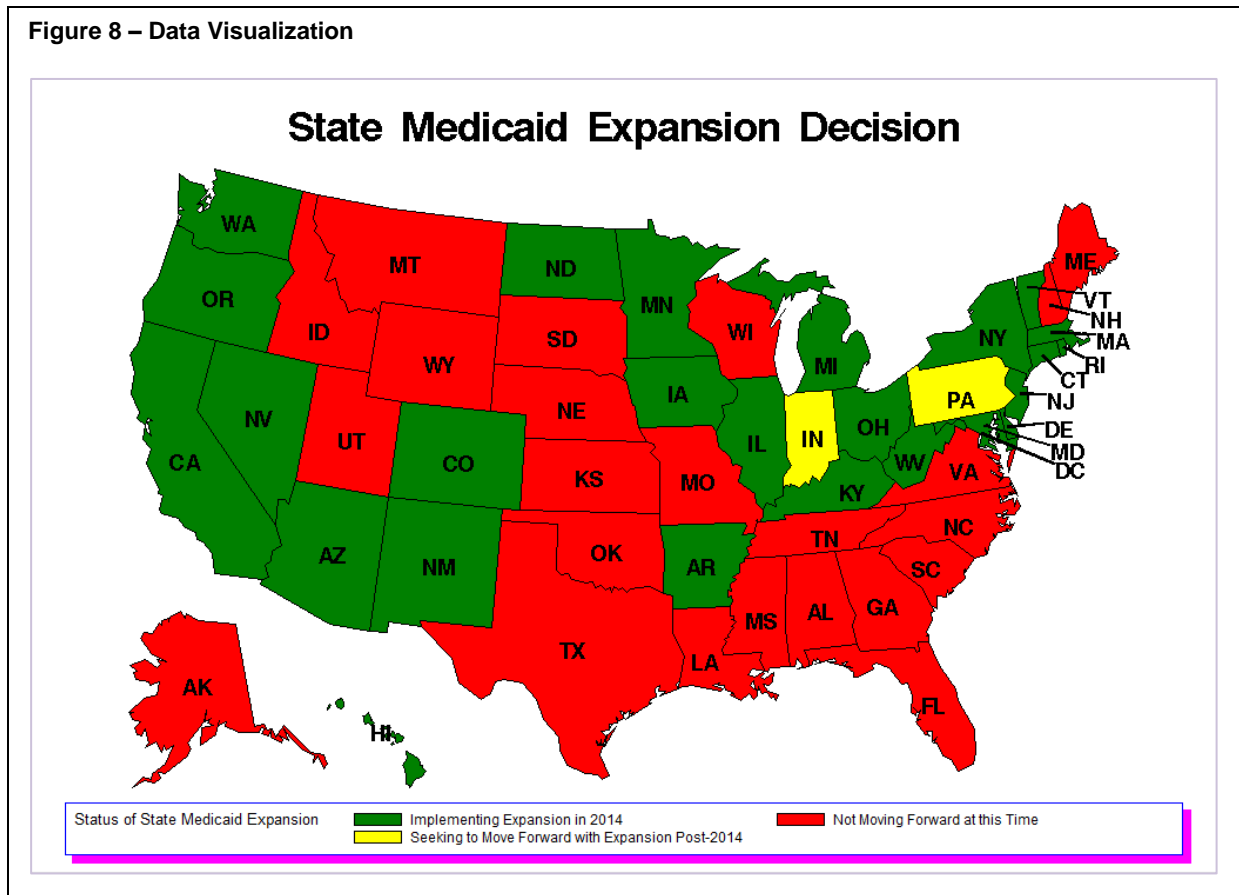 Figure 8 – Data Visualization
State Medicaid Expansion Decision
WA
MT
ND
MN
ME
VT
NH
MA
RI
CT
NJ
DE
MD
DC
OR
ID
WY
SD
WI
MI
NY
PA
NV
UT
CO
NE
IA
IL
IN
OH
WV
VA
CA
KS
MO
KY
AZ
NM
OK
AR
TN
NC
SC
TX
LA
MS
AL
GA
FL
AK
HI
Status of State Medicaid Expansion
Implementing Expansion in 2014
Not Moving Forward at this Time
Seeking to Move Forward with Expansion Post-2014